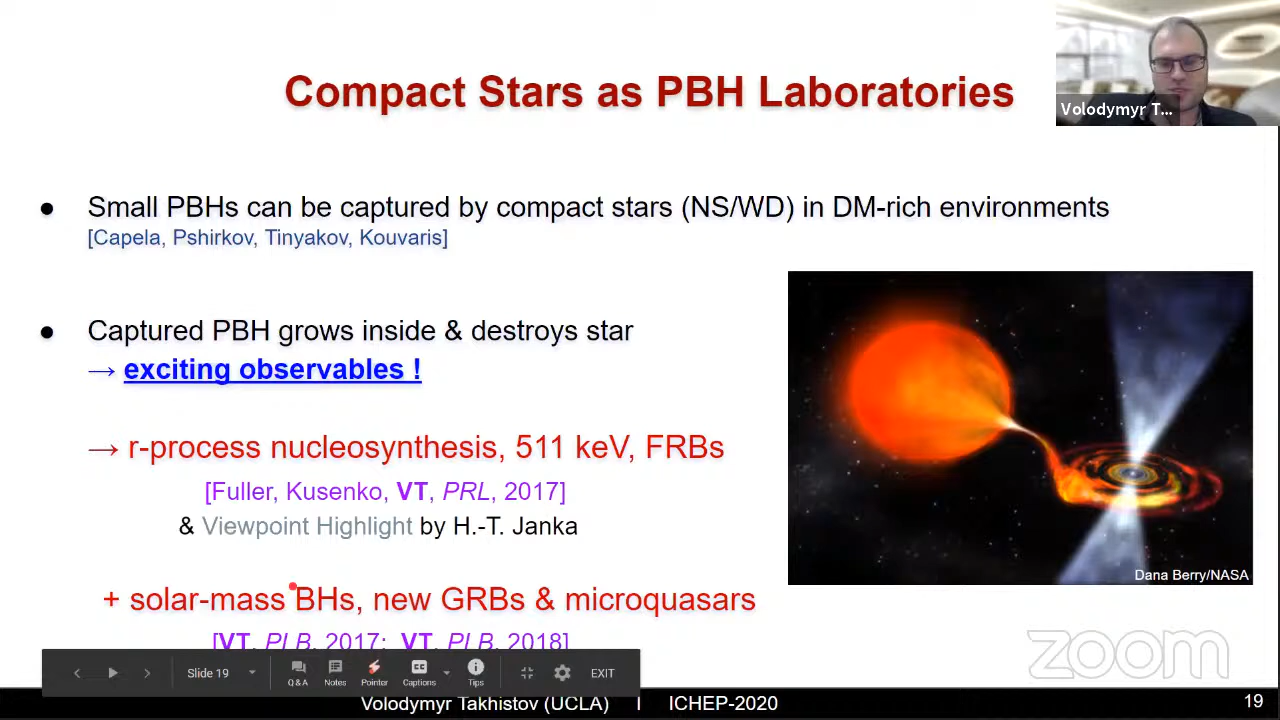 Compact Stars as PBH Laboratories
Volodymyr T...
● Small PBHs can be captured by compact stars (NS/WD) in DM-rich environments
[Capela, Pshirkov, Tinyakov, Kouvaris]
● Captured PBH grows inside & destroys star
→ exciting observables !
→ r-process nucleosynthesis, 511 keV, FRBs
[Fuller, Kusenko, VT, PRL, 2017]
& Viewpoint Highlight by H.-T. Janka
Dana Berry/NASA
+ solar-mass BHs, new GRBs & microquasars
[VT, PLB, 2017; VT, PLB, 2018]
zoom
Slide 19
Q & A
Notes
Pointer
CC
Captions
Tips
EXIT
Volodymyr Takhistov (UCLA) I ICHEP-2020
19